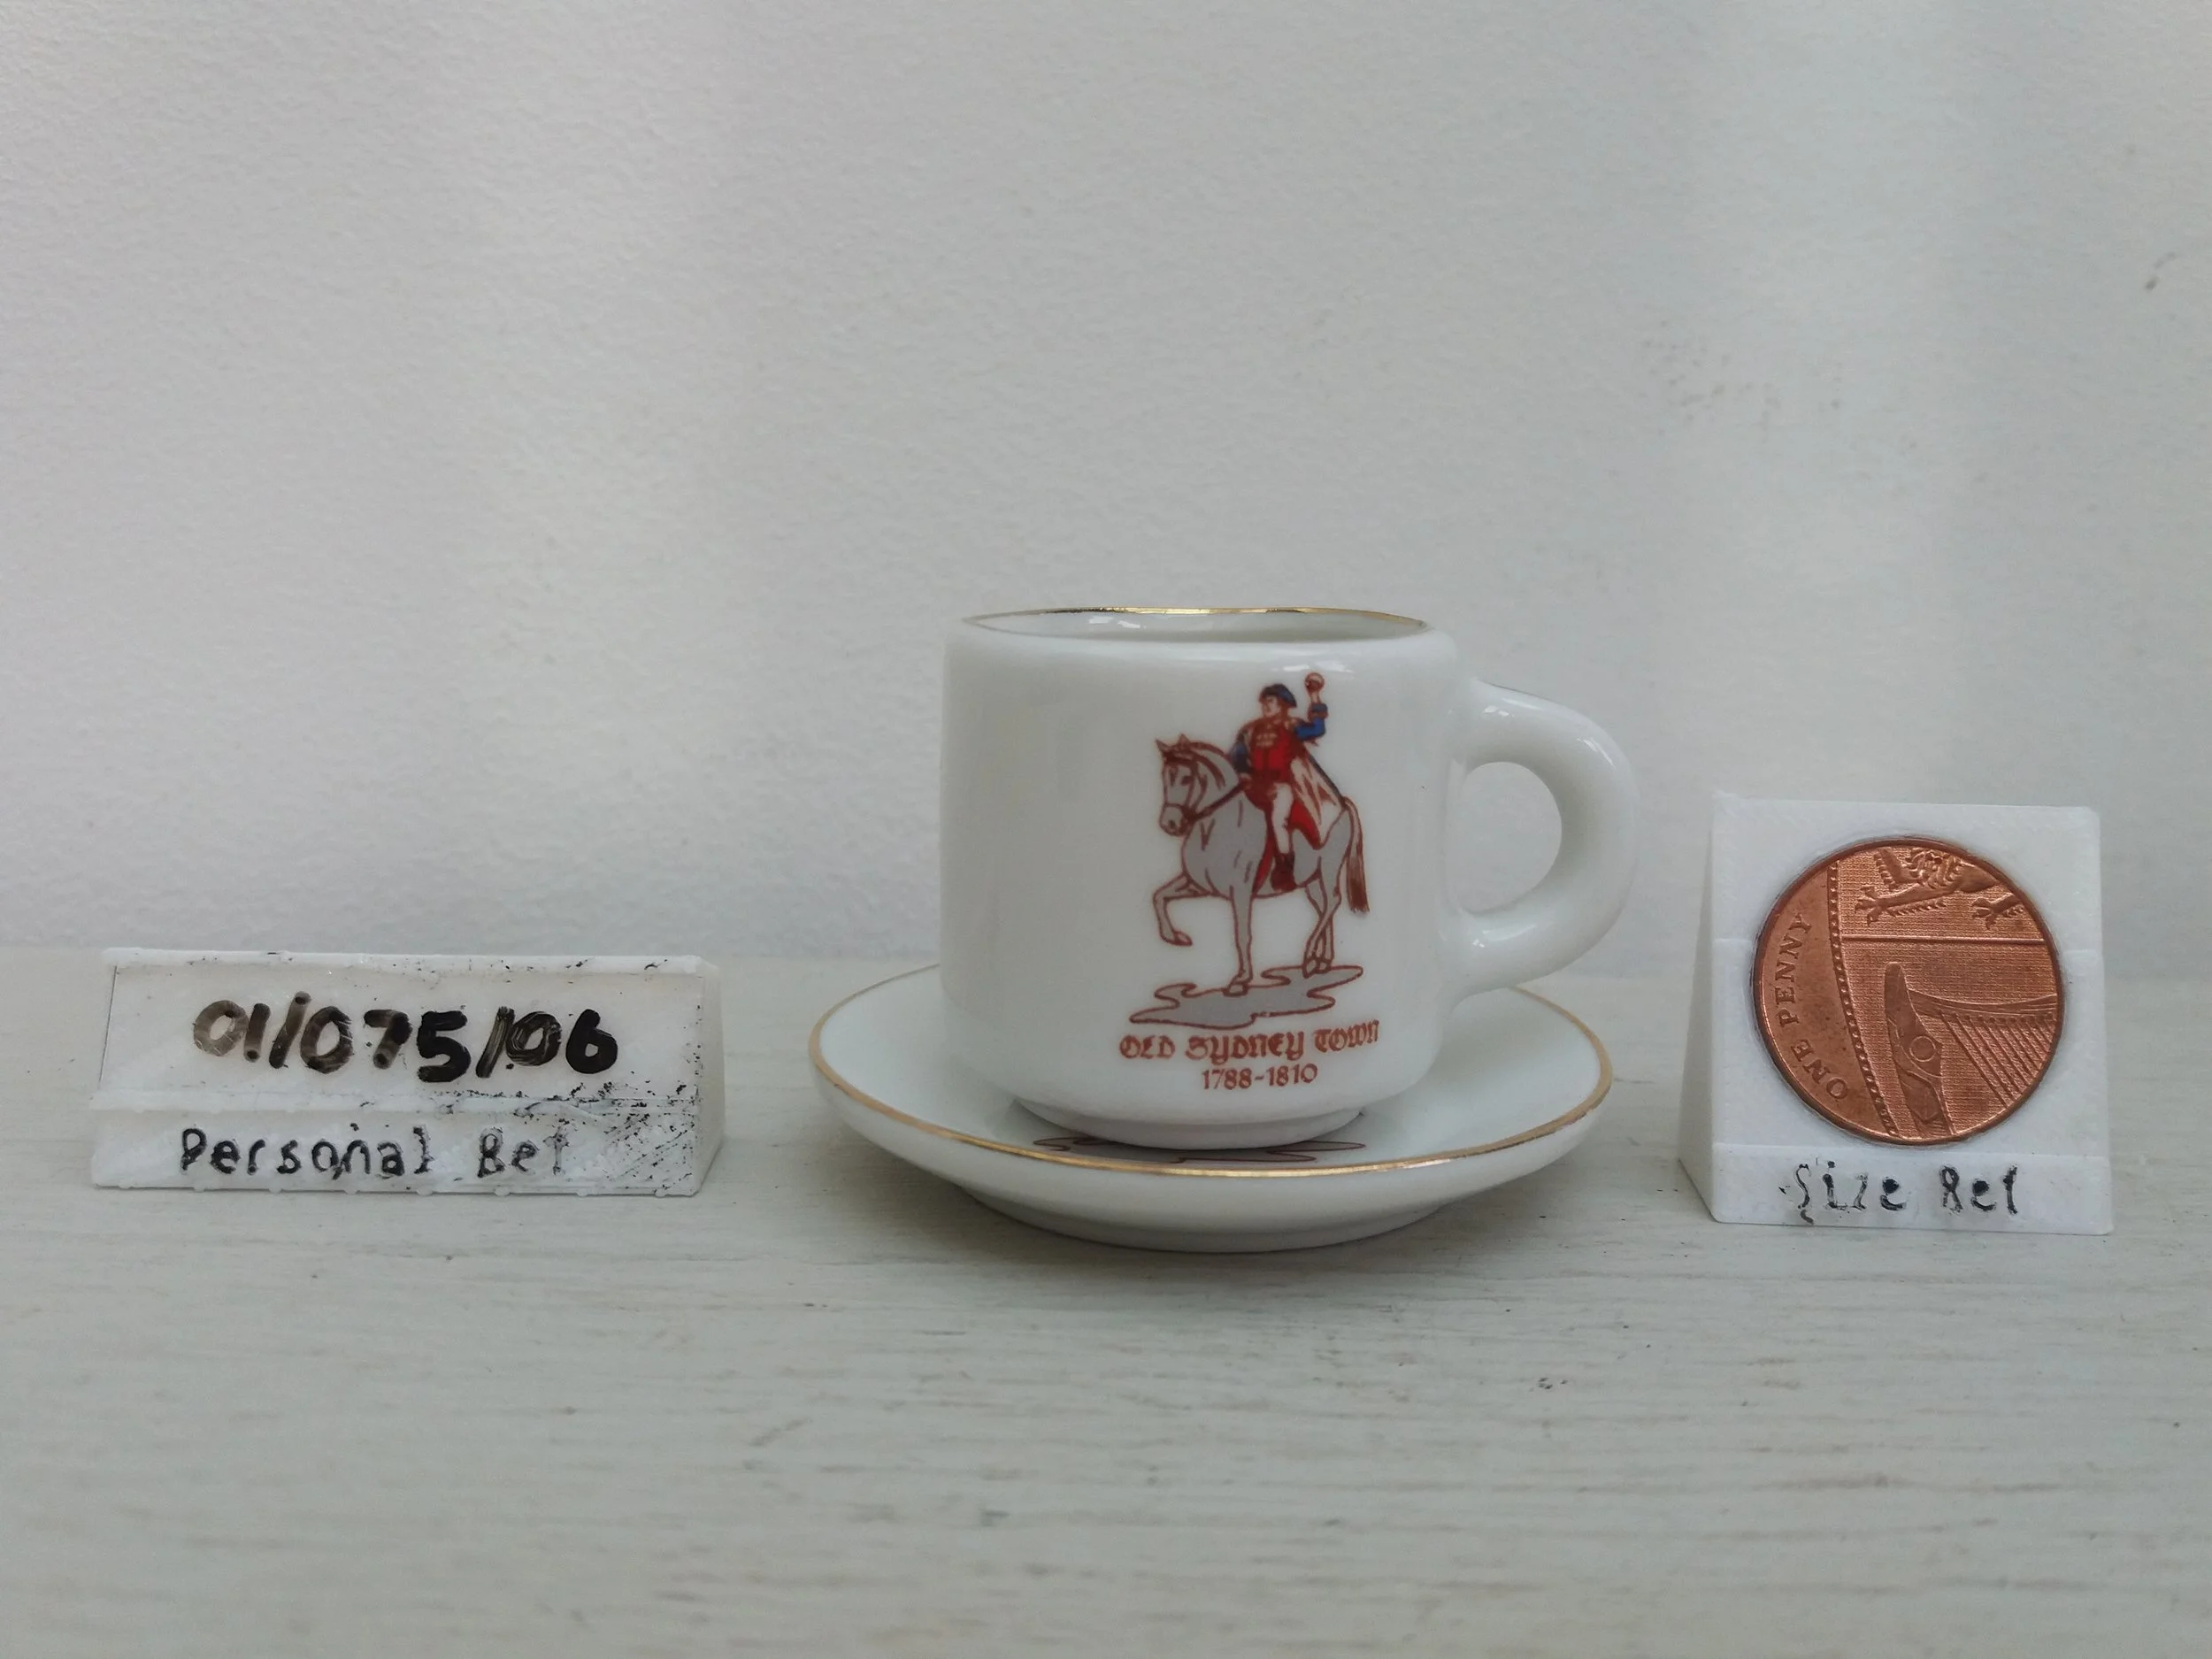 01/075/06
Personal Ref
OLD SYDNEY TOWN
1788-1810
ONE PENNY
Size Ref